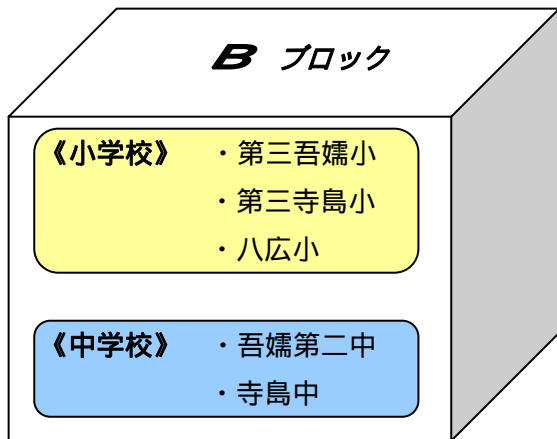 B ブロック
《小学校》 ・第三吾嬬小
・第三寺島小
・八広小
《中学校》 ・吾嬬第二中
・寺島中